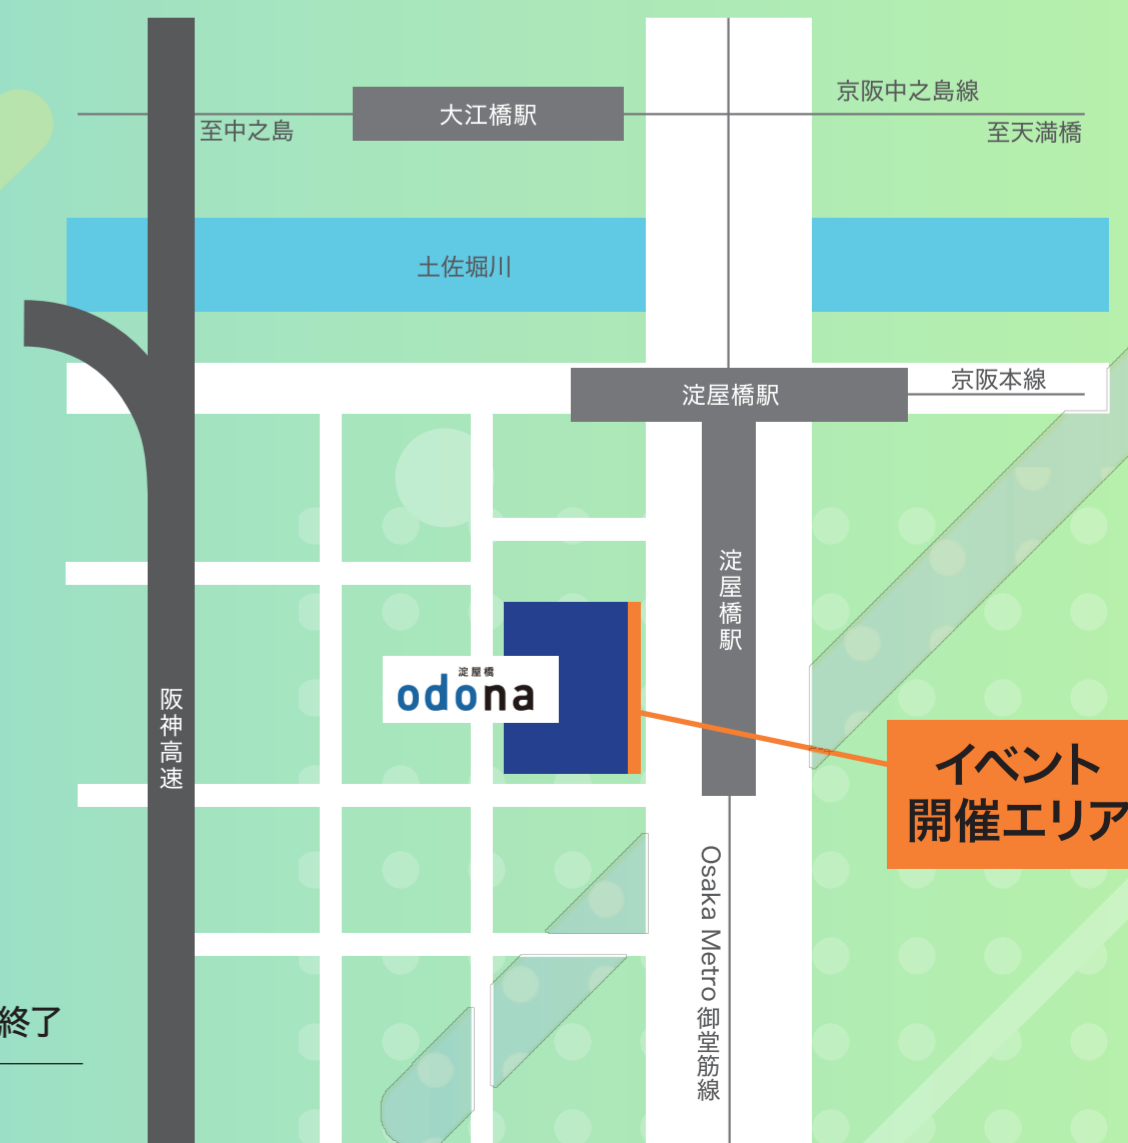 京阪中之島線
大江橋駅
至中之島
至天満橋
土佐堀川
京阪本線
淀屋橋駅
淀屋橋駅
淀屋橋
odona
阪神高速
イベント
開催エリア
Osaka Metro 御堂筋線
終了